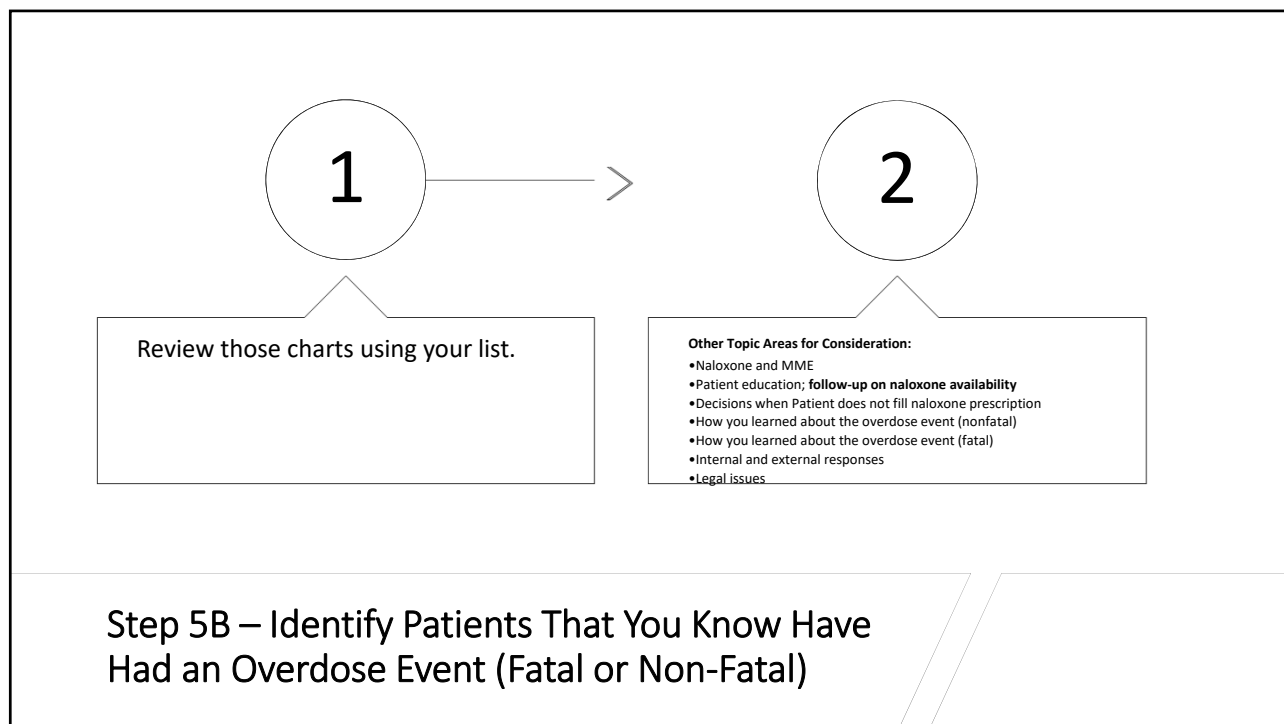 1
2
Review those charts using your list.
Other Topic Areas for Consideration:
•Naloxone and MME
•Patient education; follow-up on naloxone availability
•Decisions when Patient does not fill naloxone prescription
•How you learned about the overdose event (nonfatal)
•How you learned about the overdose event (fatal)
•Internal and external responses
•Legal issues
Step 5B – Identify Patients That You Know Have
Had an Overdose Event (Fatal or Non-Fatal)